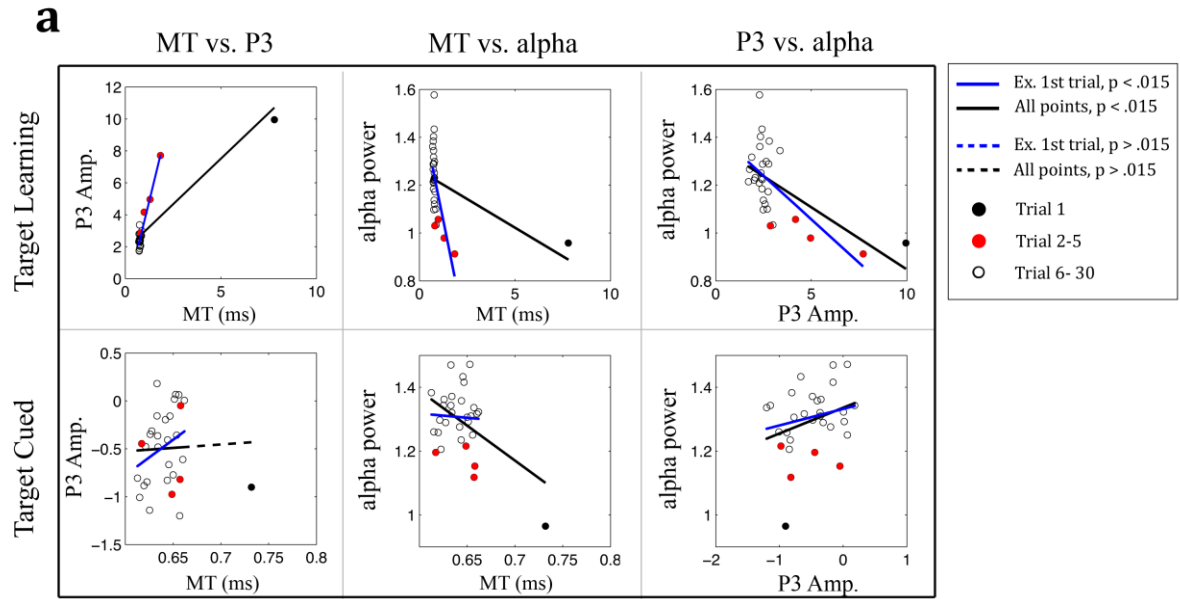 a
MT vs. P3
MT vs. alpha
P3 vs. alpha
Target Learning
P3 Amp.
12
10
8
6
4
2
0
0
5
10
MT (ms)
alpha power
1.6
1.4
1.2
1
0.8
0
5
10
MT (ms)
alpha power
1.6
1.4
1.2
1
0.8
0
5
10
P3 Amp.
Target Cued
P3 Amp.
0.5
0
−0.5
−1
−1.5
0.65
0.7
0.75
0.8
MT (ms)
alpha power
1.4
1.2
1
0.65
0.7
0.75
0.8
MT (ms)
alpha power
1.4
1.2
1
−2
−1
0
1
P3 Amp.
Ex. 1st trial, p < .015
All points, p < .015
Ex. 1st trial, p > .015
All points, p > .015
Trial 1
Trial 2-5
Trial 6- 30